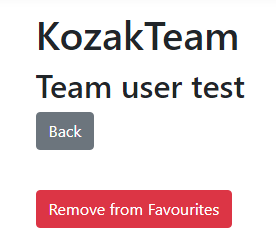 KozakTeam
Team user test
Back
Remove from Favourites